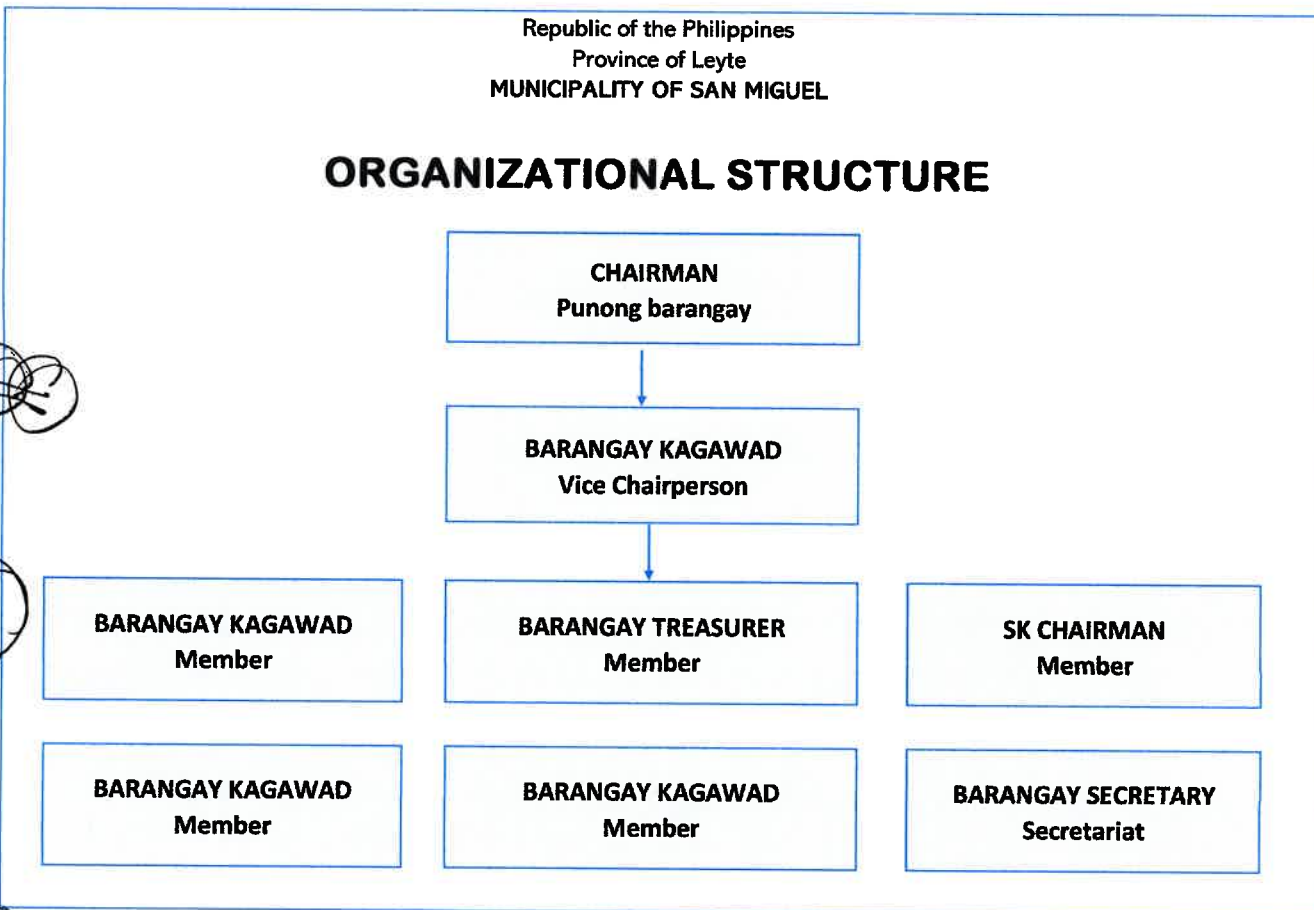 Republic of the Philippines
Province of Leyte
MUNICIPALITY OF SAN MIGUEL
ORGANIZATIONAL STRUCTURE
CHAIRMAN
Punong barangay
BARANGAY KAGAWAD
Vice Chairperson
BARANGAY KAGAWAD
Member
BARANGAY TREASURER
Member
SK CHAIRMAN
Member
BARANGAY KAGAWAD
Member
BARANGAY KAGAWAD
Member
BARANGAY SECRETARY
Secretariat